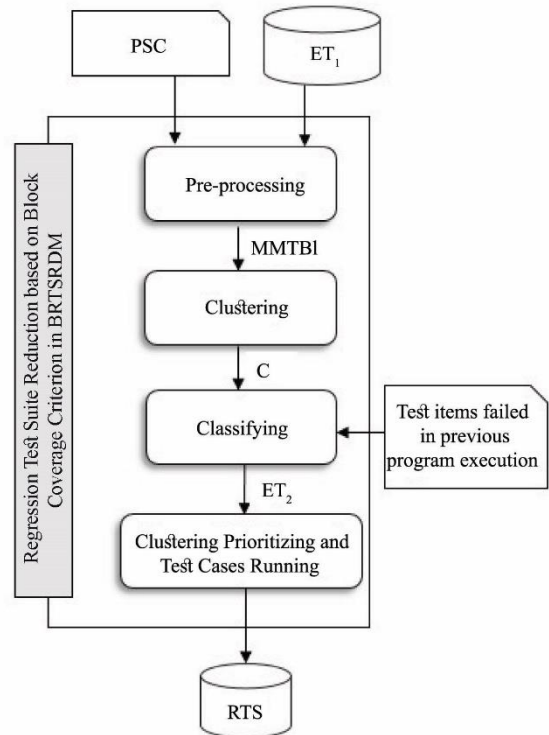 PSC
ET₁
Regression Test Suite Reduction based on Block
Coverage Criterion in BRTSRDM
Pre-processing
MMTBl
Clustering
C
Classifying
Test items failed
in previous
program execution
ET₂
Clustering Prioritizing and
Test Cases Running
RTS